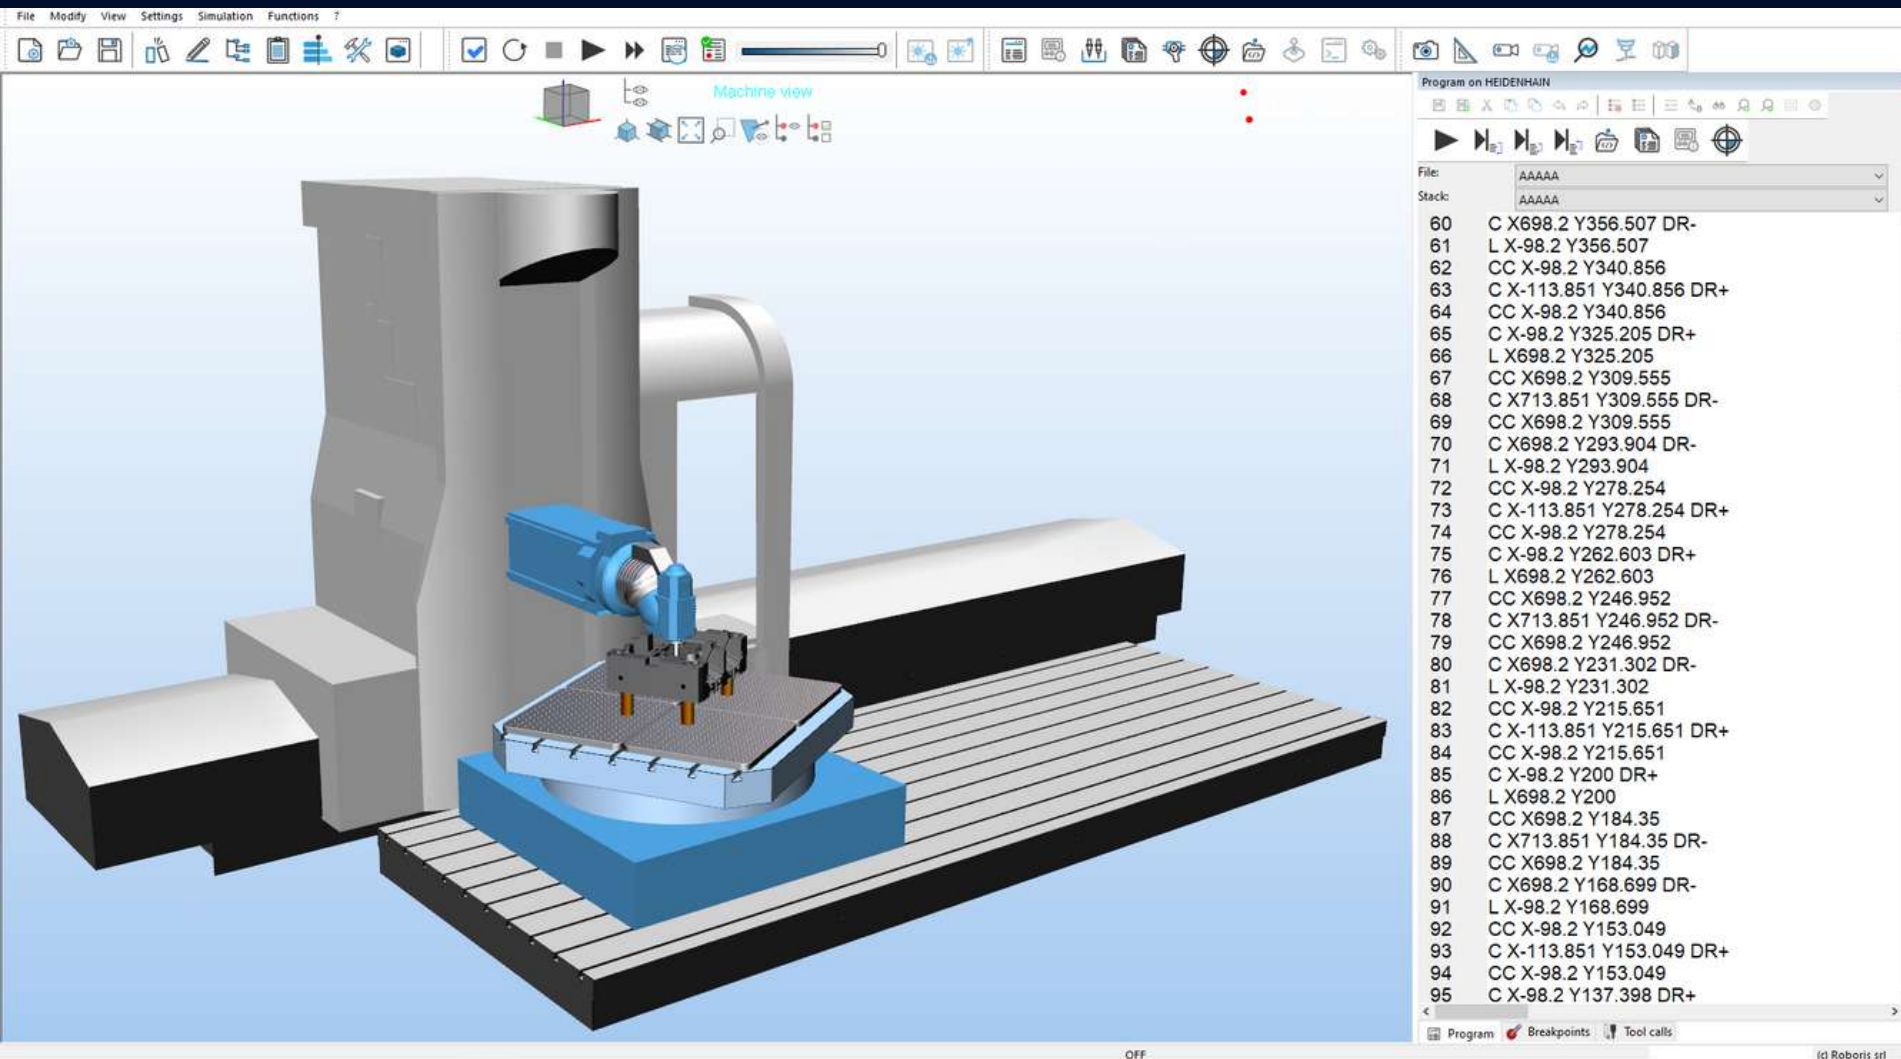 File Modify View Settings Simulation Functions ?
Machine view
Program on HEIDENHAIN
File: AAAAA
Stack: AAAAA
60 C X698.2 Y356.507 DR-
61 L X-98.2 Y356.507
62 CC X-98.2 Y340.856
63 C X-113.851 Y340.856 DR+
64 CC X-98.2 Y340.856
65 C X-98.2 Y325.205 DR+
66 L X698.2 Y325.205
67 CC X698.2 Y309.555
68 C X713.851 Y309.555 DR-
69 CC X698.2 Y309.555
70 C X698.2 Y293.904 DR-
71 L X-98.2 Y293.904
72 CC X-98.2 Y278.254
73 C X-113.851 Y278.254 DR+
74 CC X-98.2 Y278.254
75 C X-98.2 Y262.603 DR+
76 L X698.2 Y262.603
77 CC X698.2 Y246.952
78 C X713.851 Y246.952 DR-
79 CC X698.2 Y246.952
80 C X698.2 Y231.302 DR-
81 L X-98.2 Y231.302
82 CC X-98.2 Y215.651
83 C X-113.851 Y215.651 DR+
84 CC X-98.2 Y215.651
85 C X-98.2 Y200 DR+
86 L X698.2 Y200
87 CC X698.2 Y184.35
88 C X713.851 Y184.35 DR-
89 CC X698.2 Y184.35
90 C X698.2 Y168.699 DR-
91 L X-98.2 Y168.699
92 CC X-98.2 Y153.049
93 C X-113.851 Y153.049 DR+
94 CC X-98.2 Y153.049
95 C X-98.2 Y137.398 DR+
Program Breakpoints Tool calls
OFF
(c) Roboris srl